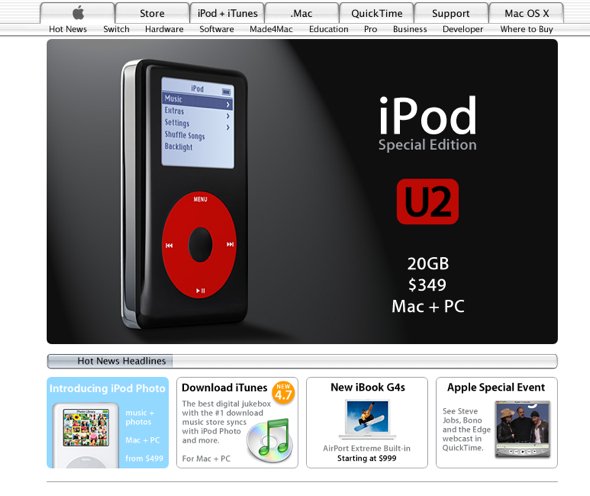 Store
iPod + iTunes
.Mac
QuickTime
Support
Mac OS X
Hot News
Switch
Hardware
Software
Made4Mac
Education
Pro
Business
Developer
Where to Buy
iPod
Music
Extras
Settings
Shuffle Songs
Backlight
MENU
iPod
Special Edition
U2
20GB
$349
Mac + PC
Hot News Headlines
Introducing iPod Photo
music +
photos
Mac + PC
from $499
Download iTunes
NEW
4.7
The best digital jukebox
with the #1 download
music store syncs
with iPod Photo
and more.
For Mac + PC
New iBook G4s
AirPort Extreme Built-in
Starting at $999
Apple Special Event
See Steve
Jobs, Bono
and the Edge
webcast in
QuickTime.